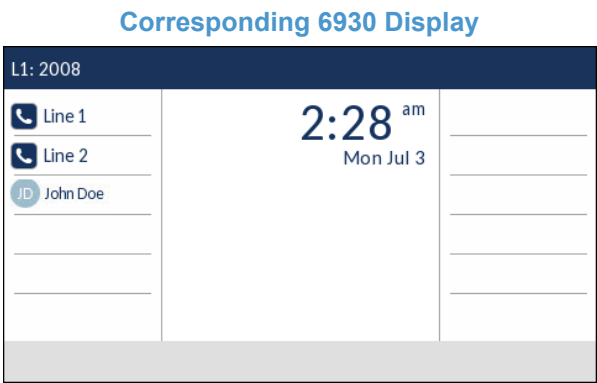 Corresponding 6930 Display
L1: 2008
Line 1
Line 2
JD John Doe
2:28 am
Mon Jul 3